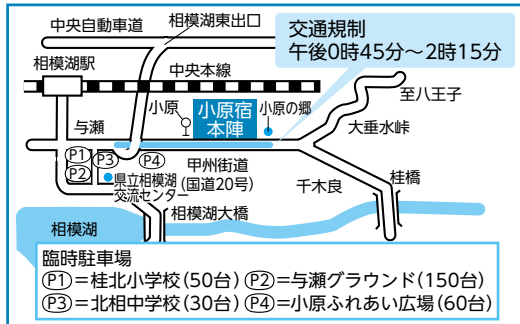 中央自動車道
相模湖東出口
交通規制
午後0時45分～2時15分
相模湖駅
中央本線
至八王子
小原
小原宿
本陣
小原の郷
大垂水峠
与瀬
P1
P2
P3
P4
甲州街道
(国道20号)
県立相模湖
交流センター
千木良
桂橋
相模湖
相模湖大橋
臨時駐車場
P1=桂北小学校(50台) P2=与瀬グラウンド(150台)
P3=北相中学校(30台) P4=小原ふれあい広場(60台)